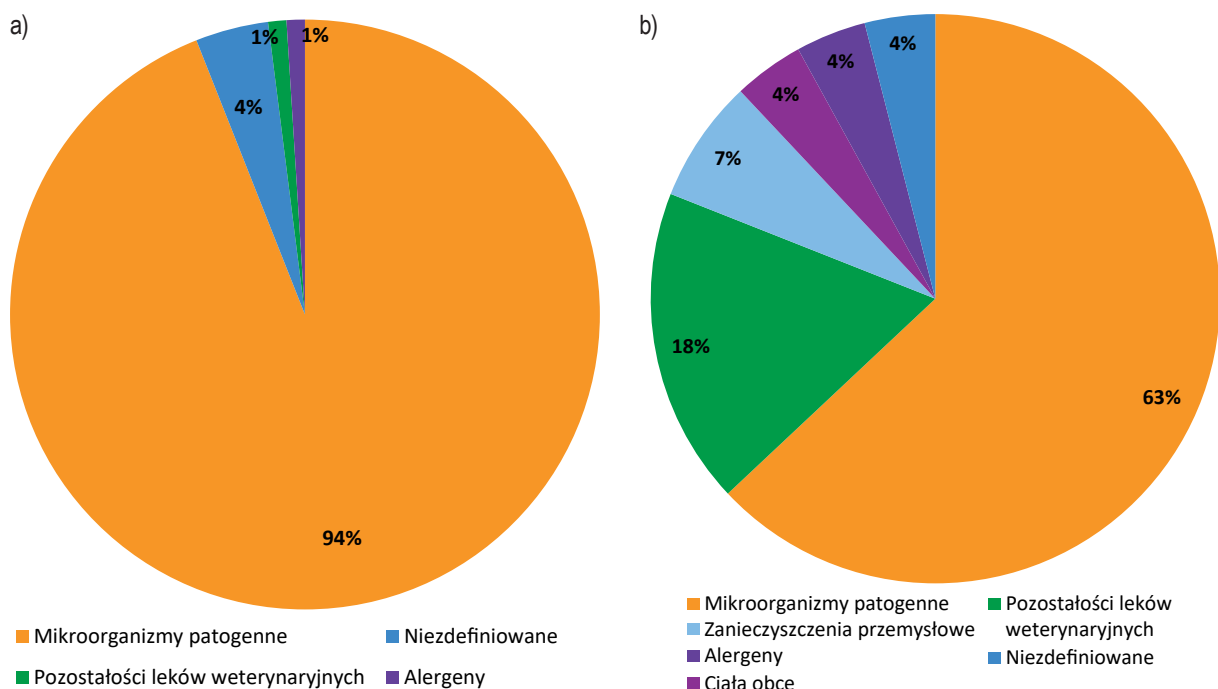 a)
1%
1%
4%
94%
Mikroorganizmy patogenne
Niezdefiniowane
Pozostałości leków weterynaryjnych
Alergeny
b)
4%
4%
4%
7%
18%
63%
Mikroorganizmy patogenne
Zanieczyszczenia przemysłowe
Alergeny
Ciała obce
Pozostałości leków
weterynaryjnych
Niezdefiniowane